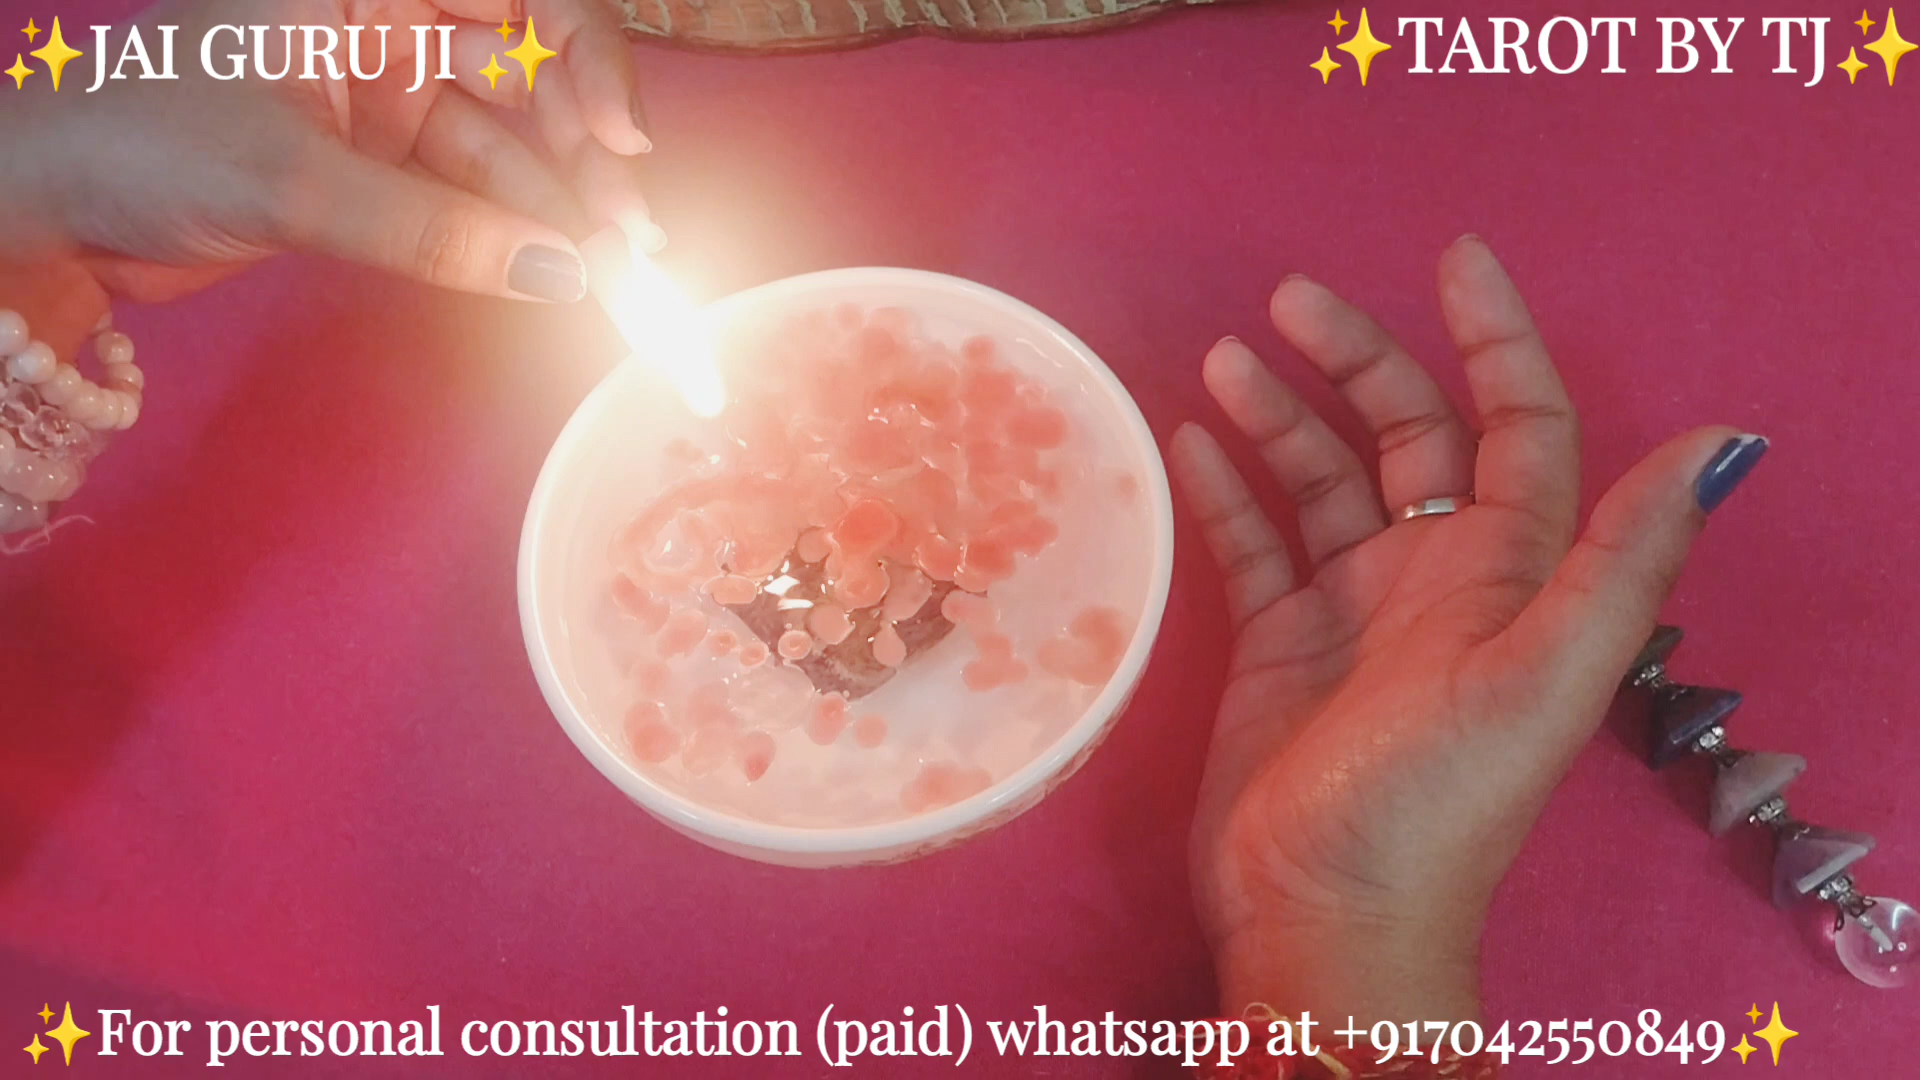 ✨JAI GURU JI ✨
✨TAROT BY TJ✨
✨For personal consultation (paid) whatsapp at +917042550849✨